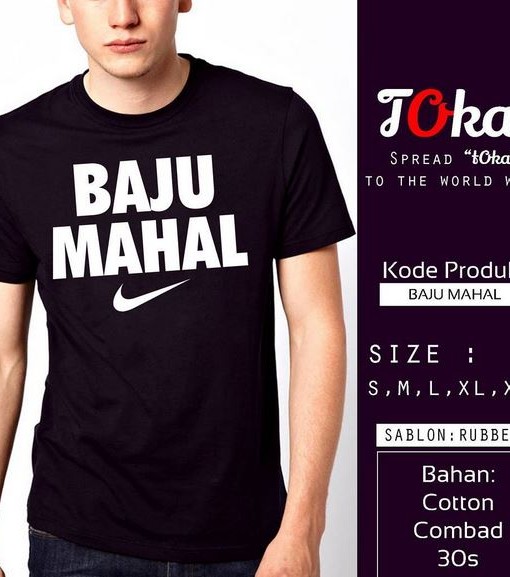 BAJU
MAHAL
TOka
SPREAD "tOka
TO THE WORLD
Kode Produ
BAJU MAHAL
SIZE :
S,M,L,XL,X
SABLON:RUBBE
Bahan:
Cotton
Combad
30s